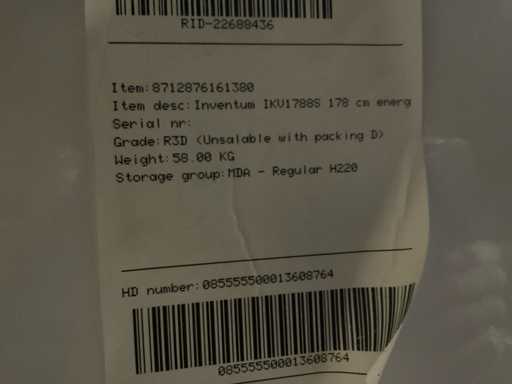 RID-22688436
Item:8712876161380
Item desc:Inventum IKV1788S 178 cm energ
Serial nr:
Grade:R3D (Unsalable with packing D)
Weight:58.00 KG
Storage group:MDA - Regular H220
HD number:085555500013608764
085555500013608764